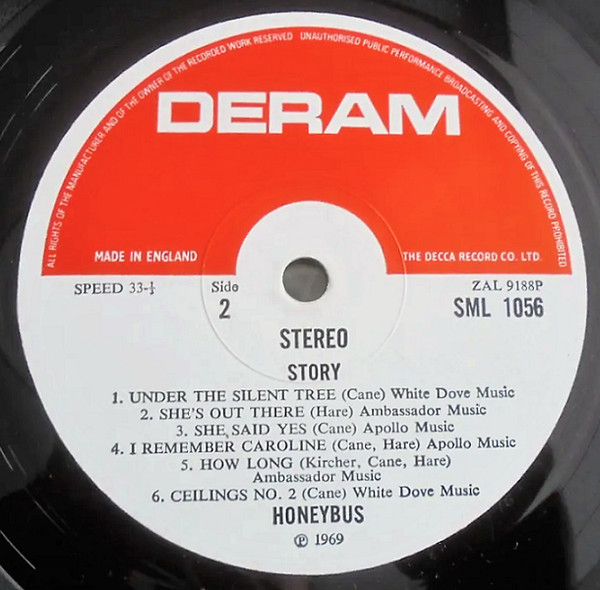 ALL RIGHTS OF THE MANUFACTURER AND OF THE OWNER OF THE RECORDED WORK RESERVED UNAUTHORISED PUBLIC PERFORMANCE BROADCASTING AND COPYING OF THIS RECORD PROHIBITED
DERAM
MADE IN ENGLAND
THE DECCA RECORD CO. LTD.
SPEED 33-⅓
Side
2
ZAL 9188P
SML 1056
STEREO
STORY
1. UNDER THE SILENT TREE (Cane) White Dove Music
2. SHE'S OUT THERE (Hare) Ambassador Music
3. SHE SAID YES (Cane) Apollo Music
4. I REMEMBER CAROLINE (Cane, Hare) Apollo Music
5. HOW LONG (Kircher, Cane, Hare)
Ambassador Music
6. CEILINGS NO. 2 (Cane) White Dove Music
HONEYBUS
℗ 1969